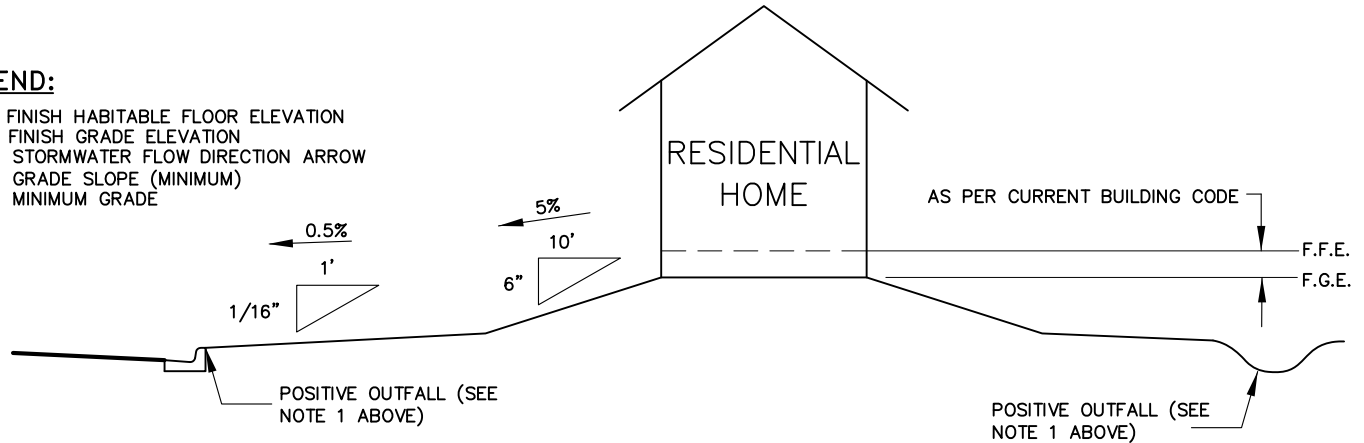 END:
FINISH HABITABLE FLOOR ELEVATION
FINISH GRADE ELEVATION
STORMWATER FLOW DIRECTION ARROW
GRADE SLOPE (MINIMUM)
MINIMUM GRADE
0.5%
1'
1/16"
5%
10'
6"
RESIDENTIAL
HOME
AS PER CURRENT BUILDING CODE
F.F.E.
F.G.E.
POSITIVE OUTFALL (SEE
NOTE 1 ABOVE)
POSITIVE OUTFALL (SEE
NOTE 1 ABOVE)